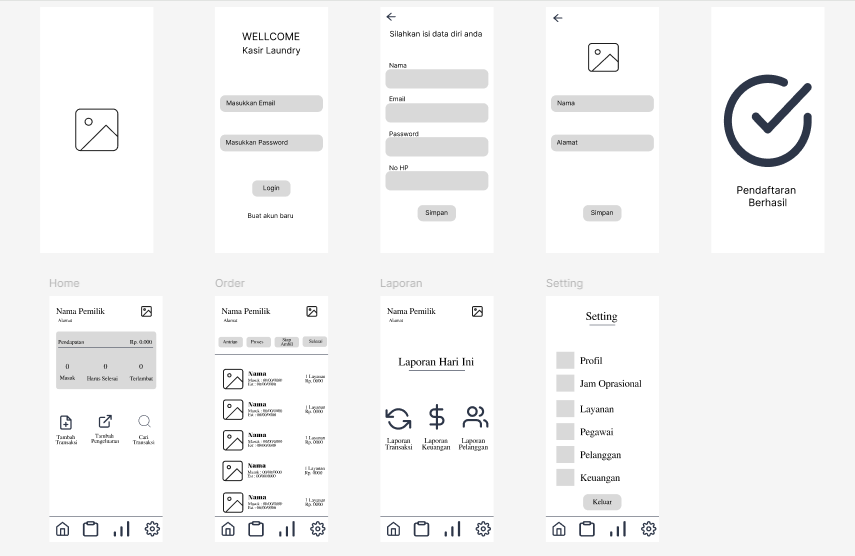 WELLCOME
Kasir Laundry
Masukkan Email
Masukkan Password
Login
Buat akun baru
Silahkan isi data diri anda
Nama
Email
Password
No HP
Simpan
Nama
Alamat
Simpan
Pendaftaran
Berhasil
Home
Nama Pemilik
Alamat
Pendapatan Rp. 0.000
0 0 0
Masuk Harus Selesai Terlambat
Tambah
Transaksi
Tambah
Pengeluaran
Cari
Transaksi
Order
Nama Pemilik
Alamat
Antrian Proses Siap Ambil Selesai
Nama
Masuk : 00/00/0000
Est : 00/00/0000
1 Layanan
Rp. 0000
Nama
Masuk : 00/00/0000
Est : 00/00/0000
1 Layanan
Rp. 0000
Nama
Masuk : 00/00/0000
Est : 00/00/0000
1 Layanan
Rp. 0000
Nama
Masuk : 00/00/0000
Est : 00/00/0000
1 Layanan
Rp. 0000
Nama
Masuk : 00/00/0000
Est : 00/00/0000
1 Layanan
Rp. 0000
Laporan
Nama Pemilik
Alamat
Laporan Hari Ini
Laporan
Transaksi
Laporan
Keuangan
Laporan
Pelanggan
Setting
Setting
Profil
Jam Oprasional
Layanan
Pegawai
Pelanggan
Keuangan
Keluar